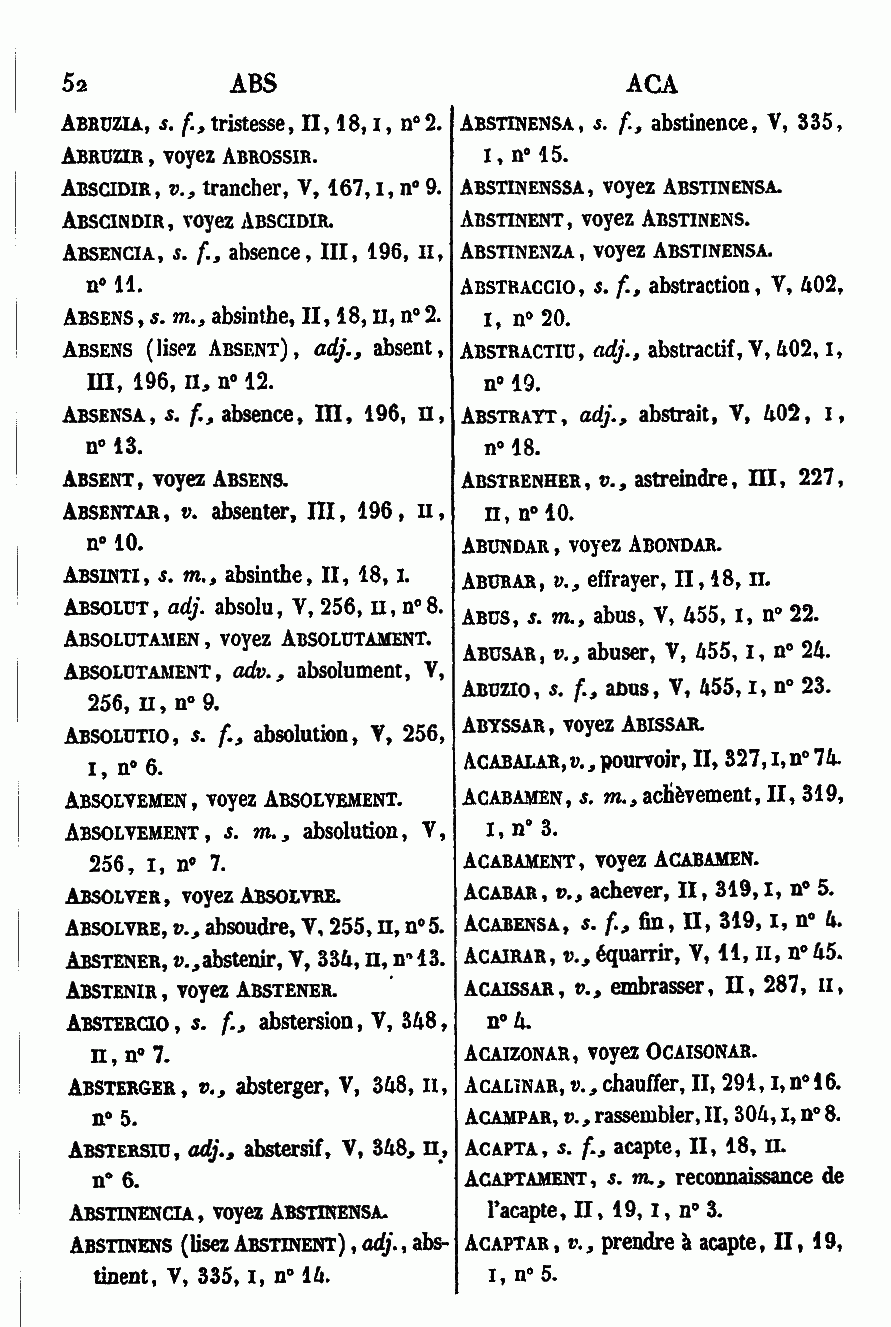 52 ABS ACA
ABRUZIA, s. f., tristesse, II, 18, I, n° 2.
ABRUZIR, voyez ABROSSIR.
ABSCIDIR, v., trancher, V, 167, I, n° 9.
ABSCINDIR, voyez ABSCIDIR.
ABSENCIA, s. f., absence, III, 196, II,
n° 11.
ABSENS, s. m., absinthe, II, 18, II, n° 2.
ABSENS (lisez ABSENT), adj., absent,
III, 196, II, n° 12.
ABSENSA, s. f., absence, III, 196, II,
n° 13.
ABSENT, voyez ABSENS.
ABSENTAR, v. absenter, III, 196, II,
n° 10.
ABSINTI, s. m., absinthe, II, 18, I.
ABSOLUT, adj. absolu, V, 256, II, n° 8.
ABSOLUTAMEN, voyez ABSOLUTAMENT.
ABSOLUTAMENT, adv., absolument, V,
256, II, n° 9.
ABSOLUTIO, s. f., absolution, V, 256,
I, n° 6.
ABSOLVEMEN, voyez ABSOLVEMENT.
ABSOLVEMENT, s. m., absolution, V,
256, I, n° 7.
ABSOLVER, voyez ABSOLVRE.
ABSOLVRE, v., absoudre, V, 255, II, n° 5.
ABSTENER, v., abstenir, V, 334, II, n° 13.
ABSTENIR, voyez ABSTENER.
ABSTERCIO, s. f., abstersion, V, 348,
II, n° 7.
ABSTERGER, v., absterger, V, 348, II,
n° 5.
ABSTERSIU, adj., abstersif, V, 348, II,
n° 6.
ABSTINENCIA, voyez ABSTINENSA.
ABSTINENS (lisez ABSTINENT), adj., abs-
tinent, V, 335, I, n° 14.
ABSTINENSA, s. f., abstinence, V, 335,
I, n° 15.
ABSTINENSSA, voyez ABSTINENSA.
ABSTINENT, voyez ABSTINENS.
ABSTINENZA, voyez ABSTINENSA.
ABSTRACCIO, s. f., abstraction, V, 402,
I, n° 20.
ABSTRACTIU, adj., abstractif, V, 402, I,
n° 19.
ABSTRAYT, adj., abstrait, V, 402, I,
n° 18.
ABSTRENHER, v., astreindre, III, 227,
II, n° 10.
ABUNDAR, voyez ABONDAR.
ABURAR, v., effrayer, II, 18, II.
ABUS, s. m., abus, V, 455, I, n° 22.
ABUSAR, v., abuser, V, 455, I, n° 24.
ABUZIO, s. f., abus, V, 455, I, n° 23.
ABYSSAR, voyez ABISSAR.
ACABALAR, v., pourvoir, II, 327, I, n° 74.
ACABAMEN, s. m., achèvement, II, 319,
I, n° 3.
ACABAMENT, voyez ACABAMEN.
ACABAR, v., achever, II, 319, I, n° 5.
ACABENSA, s. f., fin, II, 319, I, n° 4.
ACAIRAR, v., équarrir, V, 11, II, n° 45.
ACAISSAR, v., embrasser, II, 287, II,
n° 4.
ACAIZONAR, voyez OCAISONAR.
ACALINAR, v., chauffer, II, 291, I, n° 16.
ACAMPAR, v., rassembler, II, 304, I, n° 8.
ACAPTA, s. f., acapte, II, 18, II.
ACAPTAMENT, s. m., reconnaissance de
l'acapte, II, 19, I, n° 3.
ACAPTAR, v., prendre à acapte, II, 19,
I, n° 5.